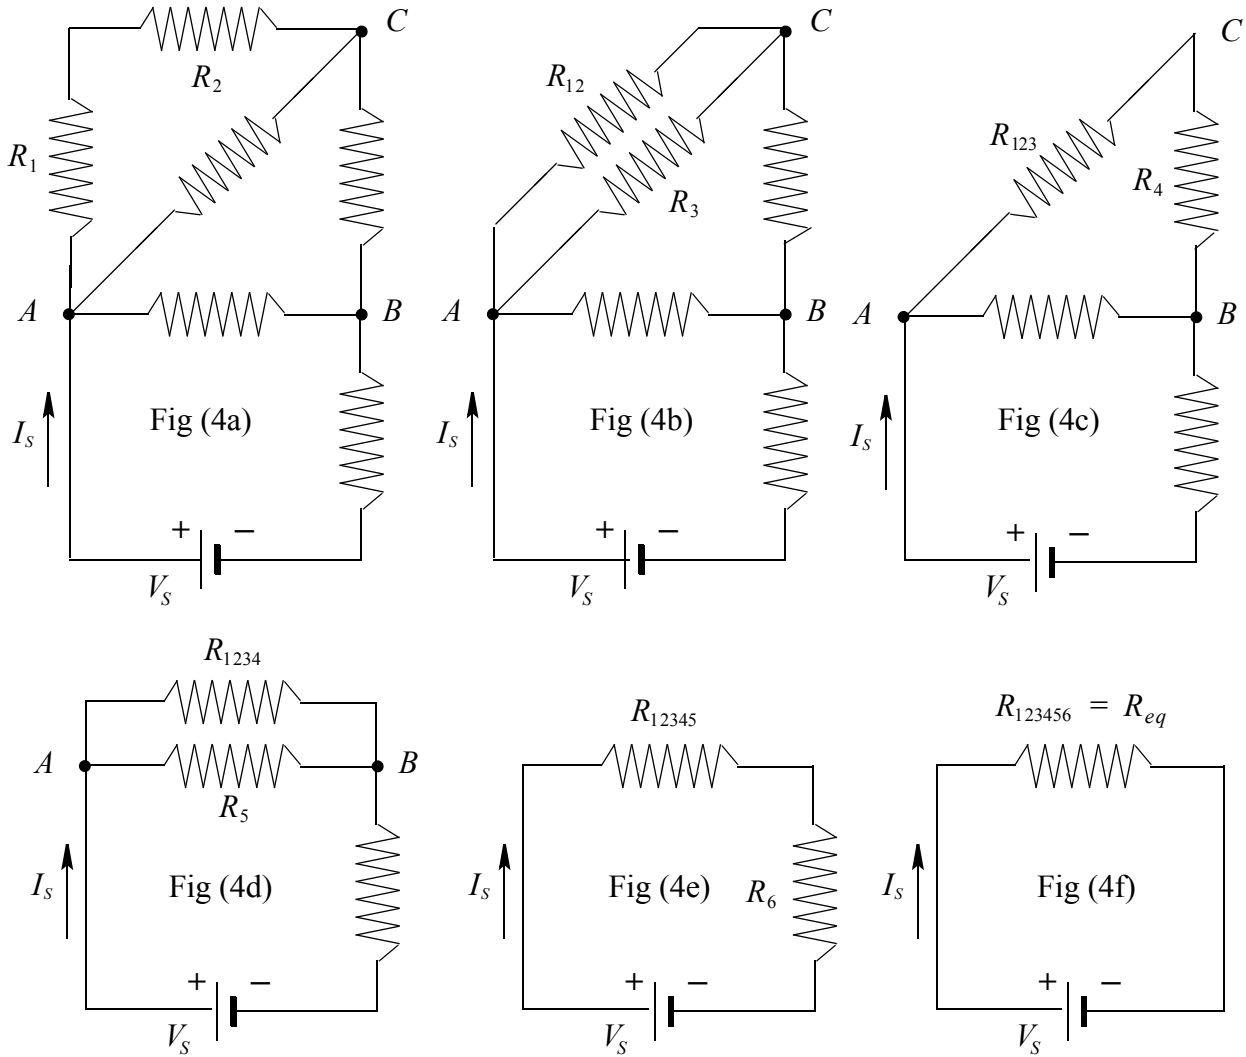 C
R2
R1
A
B
IS
Fig (4a)
+ −
VS
C
R12
R3
A
B
IS
Fig (4b)
+ −
VS
C
R123
R4
A
B
IS
Fig (4c)
+ −
VS
R1234
A
B
R5
IS
Fig (4d)
+ −
VS
R12345
IS
Fig (4e)
R6
+ −
VS
R123456 = Req
IS
Fig (4f)
+ −
VS